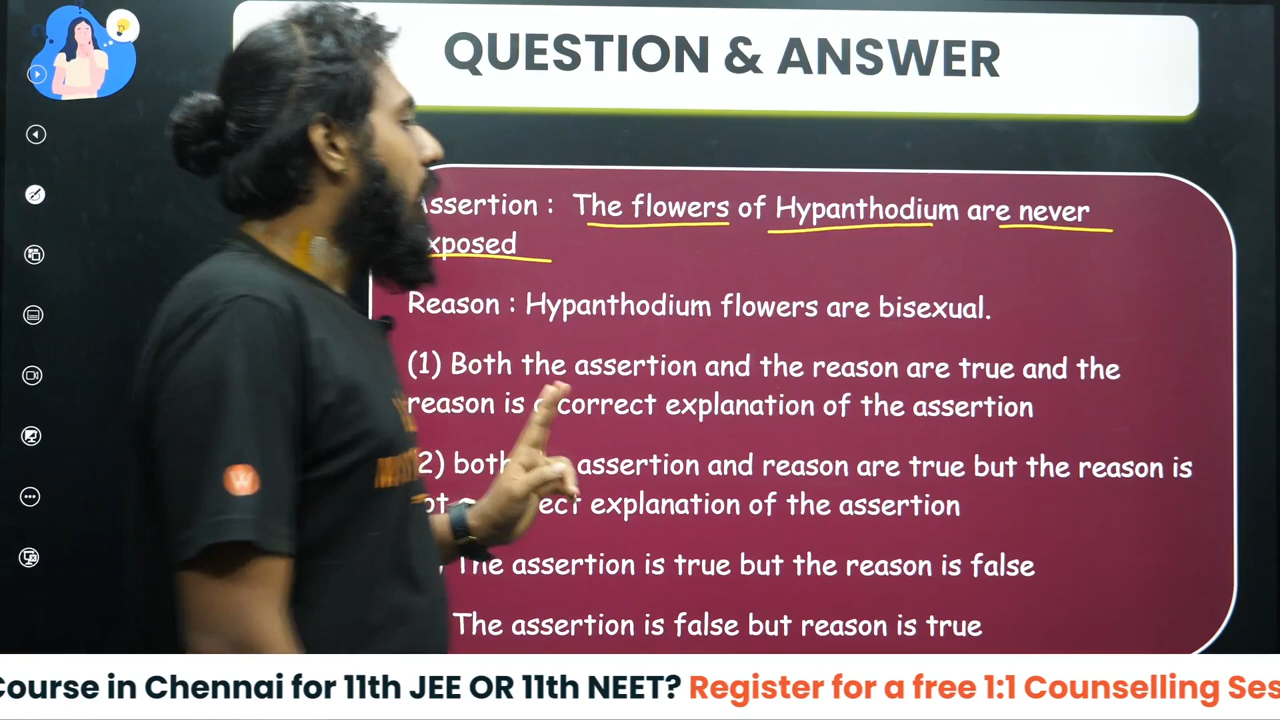 QUESTION & ANSWER
Assertion : The flowers of Hypanthodium are never
exposed
Reason : Hypanthodium flowers are bisexual.
(1) Both the assertion and the reason are true and the
reason is a correct explanation of the assertion
2) both assertion and reason are true but the reason is
explanation of the assertion
The assertion is true but the reason is false
The assertion is false but reason is true
W
Course in Chennai for 11th JEE OR 11th NEET? Register for a free 1:1 Counselling Ses